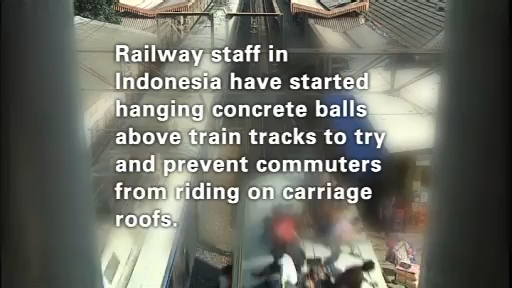 Railway staff in
Indonesia have started
hanging concrete balls
above train tracks to try
and prevent commuters
from riding on carriage
roofs.